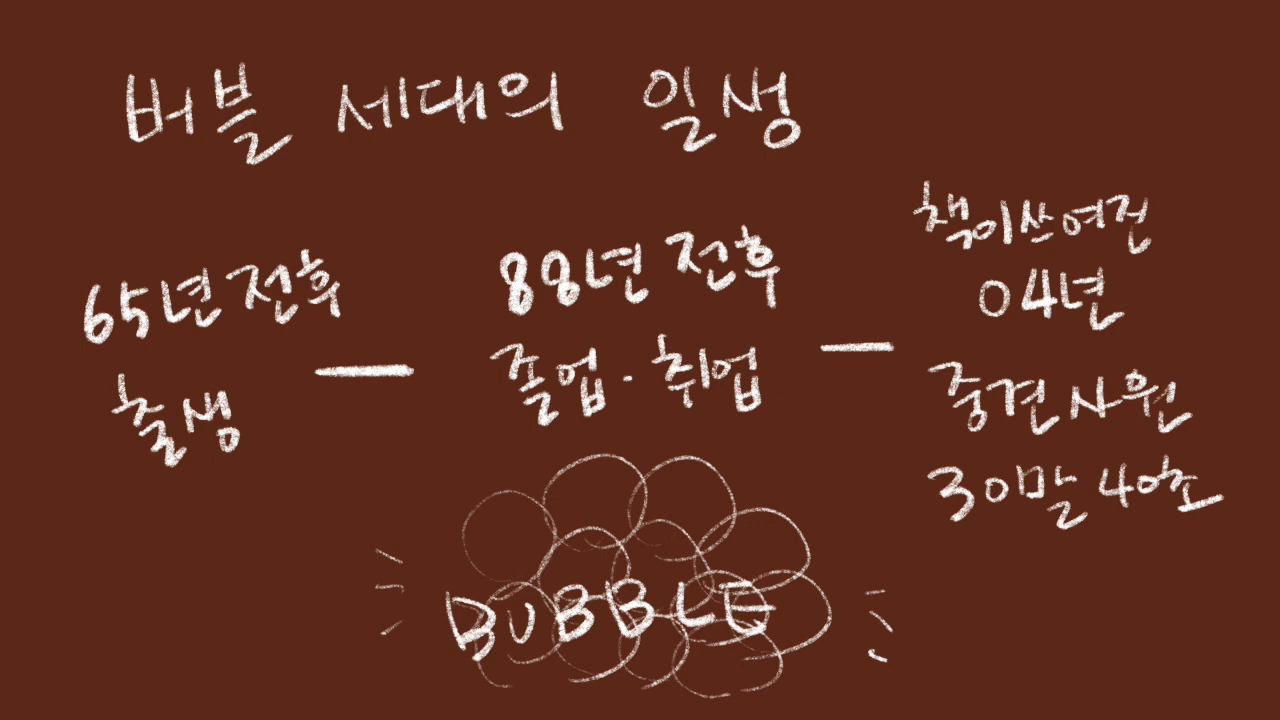 버블 세대의 일생
65년 전후
출생
88년 전후
졸업 · 취업
책이쓰여진
04년
중견사원
30말 40초
BUBBLE